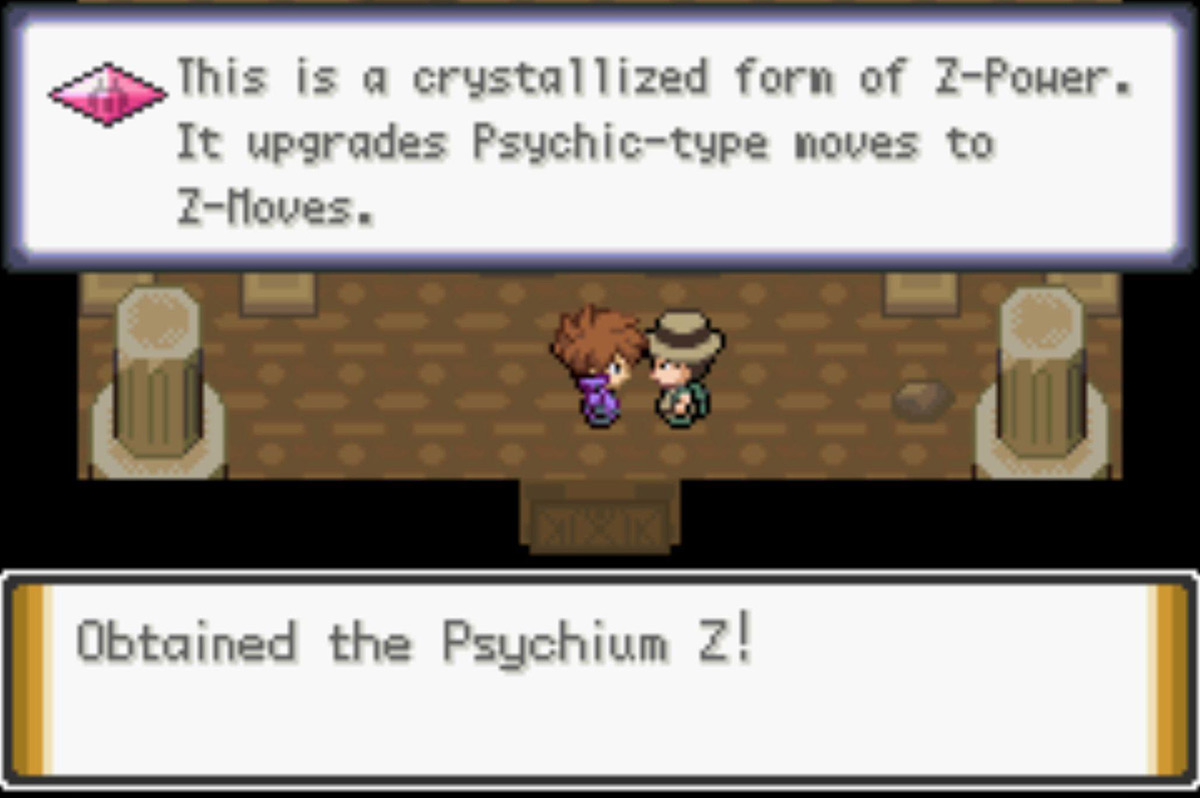 This is a crystallized form of Z-Power.
It upgrades Psychic-type moves to
Z-Moves.
Obtained the Psychium Z!